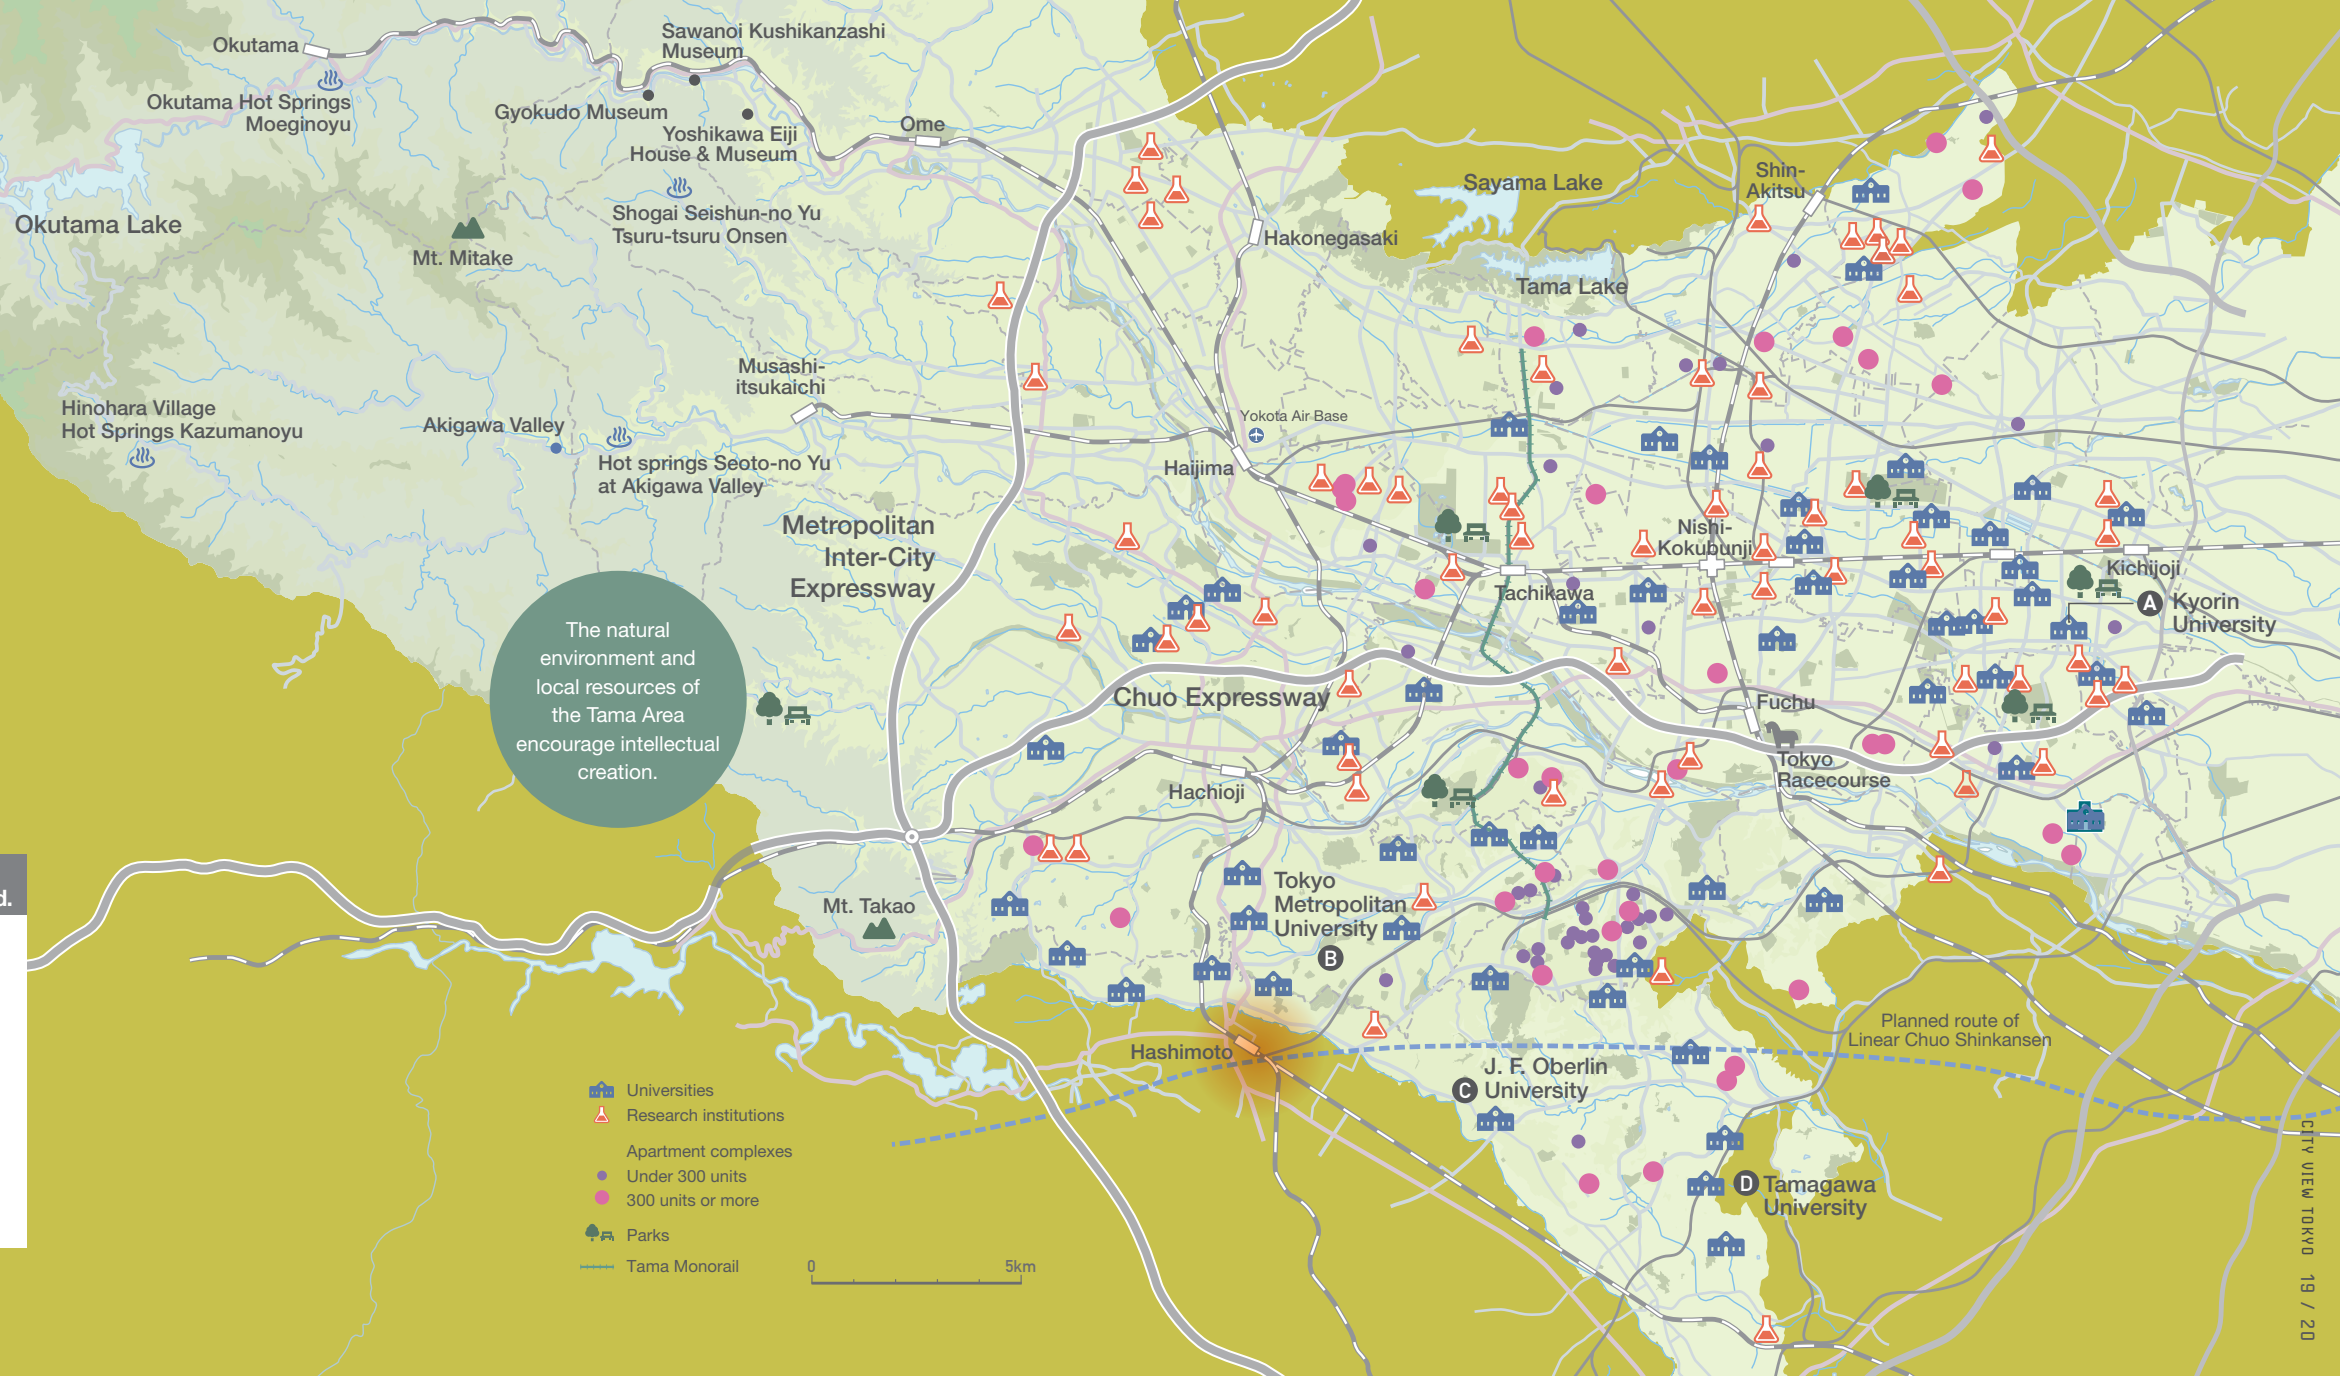 Okutama
Okutama Hot Springs
Moeginoyu
Sawanoi Kushikanzashi
Museum
Gyokudo Museum
Yoshikawa Eiji
House & Museum
Ome
Shogai Seishun-no Yu
Tsuru-tsuru Onsen
Okutama Lake
Mt. Mitake
Hakonegasaki
Sayama Lake
Tama Lake
Shin-
Akitsu
Musashi-
itsukaichi
Hinohara Village
Hot Springs Kazumanoyu
Akigawa Valley
Hot springs Seoto-no Yu
at Akigawa Valley
Yokota Air Base
Haijima
Metropolitan
Inter-City
Expressway
Nishi-
Kokubunji
Tachikawa
Kichijoji
A
Kyorin
University
The natural
environment and
local resources of
the Tama Area
encourage intellectual
creation.
Chuo Expressway
Fuchu
Tokyo
Racecourse
Hachioji
d.
Mt. Takao
Tokyo
Metropolitan
University
B
Hashimoto
Planned route of
Linear Chuo Shinkansen
J. F. Oberlin
University
C
D
Tamagawa
University
Universities
Research institutions
Apartment complexes
Under 300 units
300 units or more
Parks
Tama Monorail
0 5km
CITY VIEW TOKYO 19 / 20